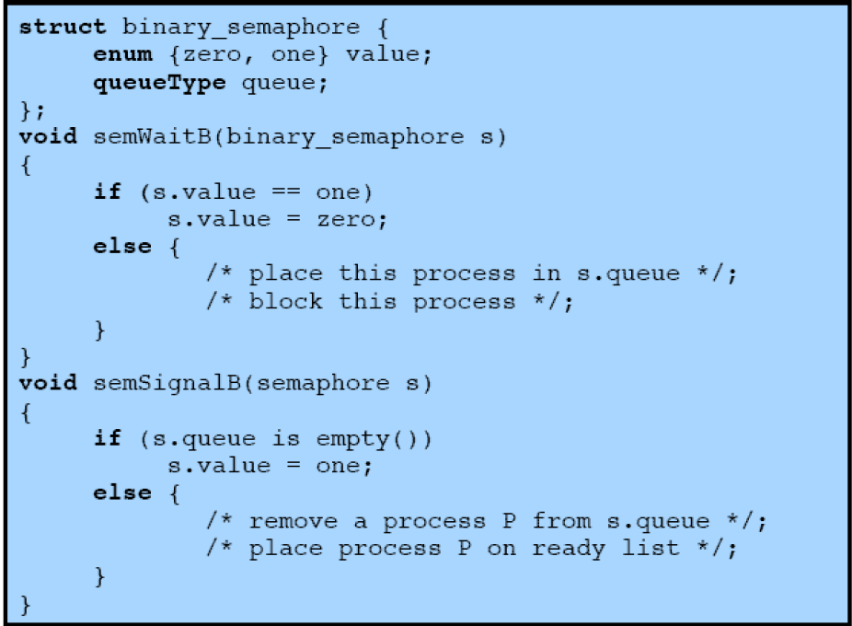 struct binary_semaphore {
enum {zero, one} value;
queueType queue;
};
void semWaitB(binary_semaphore s)
{
if (s.value == one)
s.value = zero;
else {
/* place this process in s.queue */;
/* block this process */;
}
}
void semSignalB(semaphore s)
{
if (s.queue is empty())
s.value = one;
else {
/* remove a process P from s.queue */;
/* place process P on ready list */;
}
}